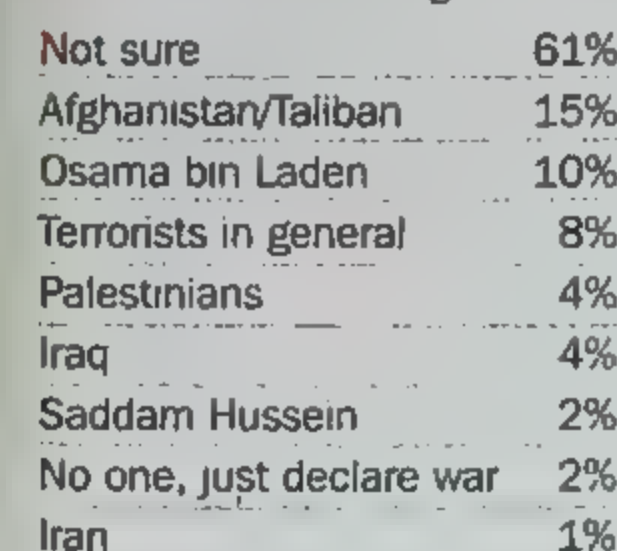 Not sure 61%
Afghanistan/Taliban 15%
Osama bin Laden 10%
Terrorists in general 8%
Palestinians 4%
Iraq 4%
Saddam Hussein 2%
No one, just declare war 2%
Iran 1%